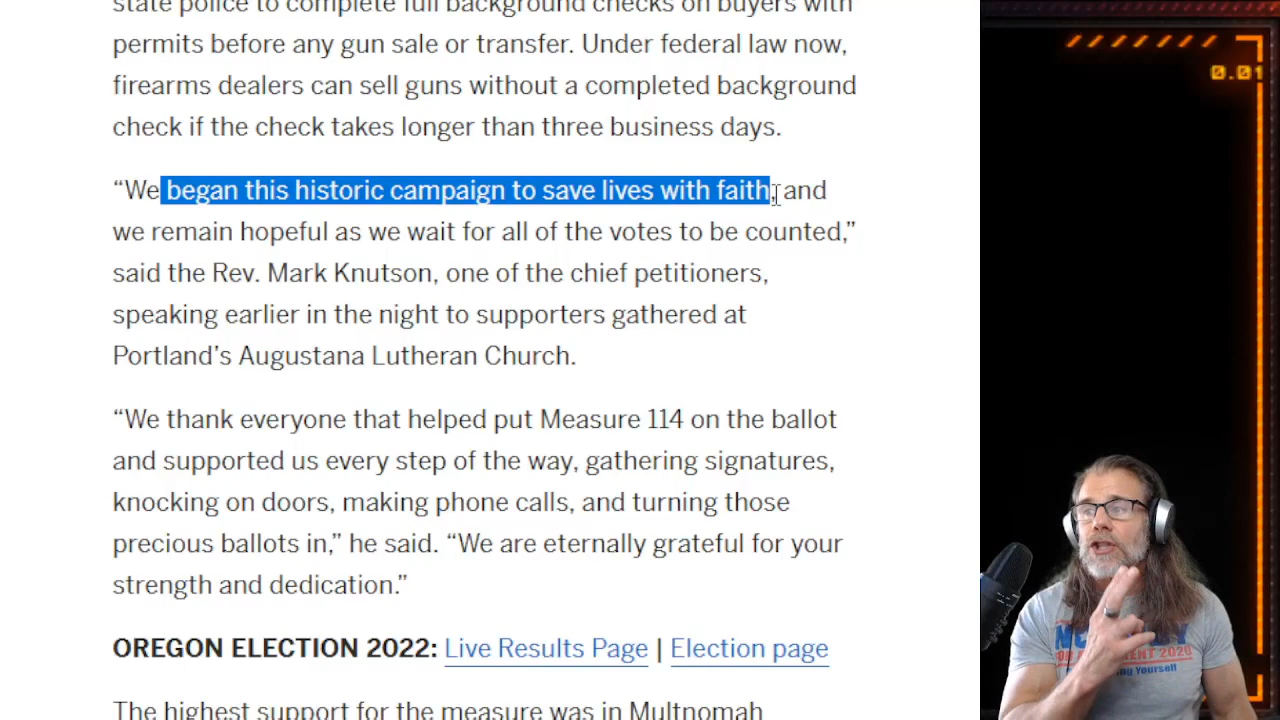 state police to complete full background checks on buyers with
permits before any gun sale or transfer. Under federal law now,
firearms dealers can sell guns without a completed background
check if the check takes longer than three business days.
“We began this historic campaign to save lives with faith, and
we remain hopeful as we wait for all of the votes to be counted,”
said the Rev. Mark Knutson, one of the chief petitioners,
speaking earlier in the night to supporters gathered at
Portland’s Augustana Lutheran Church.
“We thank everyone that helped put Measure 114 on the ballot
and supported us every step of the way, gathering signatures,
knocking on doors, making phone calls, and turning those
precious ballots in,” he said. “We are eternally grateful for your
strength and dedication.”
OREGON ELECTION 2022: Live Results Page | Election page
The highest support for the measure was in Multnomah
0.01
2020
Yourself